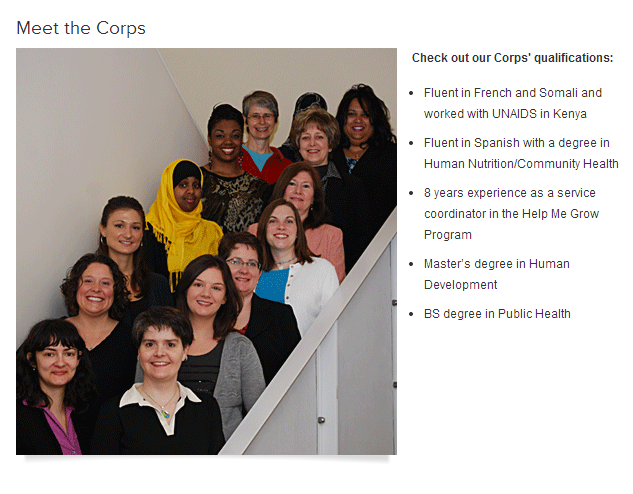 Meet the Corps
Check out our Corps' qualifications:
Fluent in French and Somali and
worked with UNAIDS in Kenya
Fluent in Spanish with a degree in
Human Nutrition/Community Health
8 years experience as a service
coordinator in the Help Me Grow
Program
Master's degree in Human
Development
BS degree in Public Health